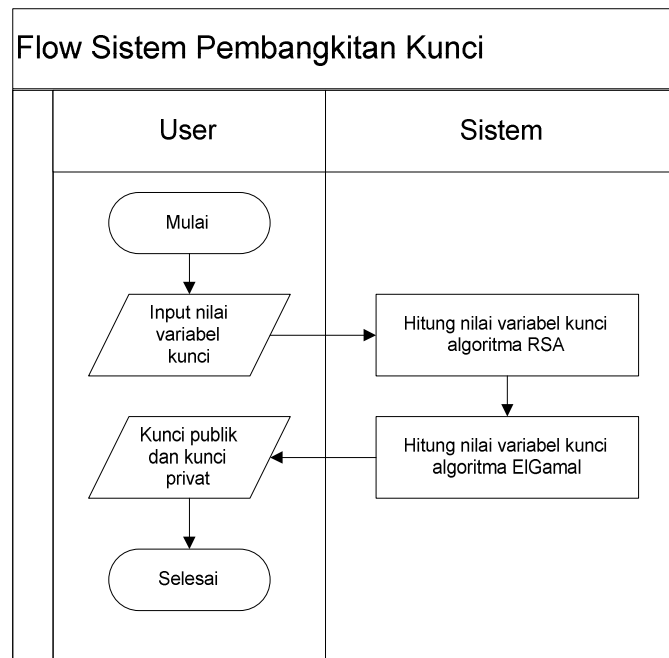 Flow Sistem Pembangkitan Kunci
User
Sistem
Mulai
Input nilai
variabel
kunci
Hitung nilai variabel kunci
algoritma RSA
Hitung nilai variabel kunci
algoritma ElGamal
Kunci publik
dan kunci
privat
Selesai